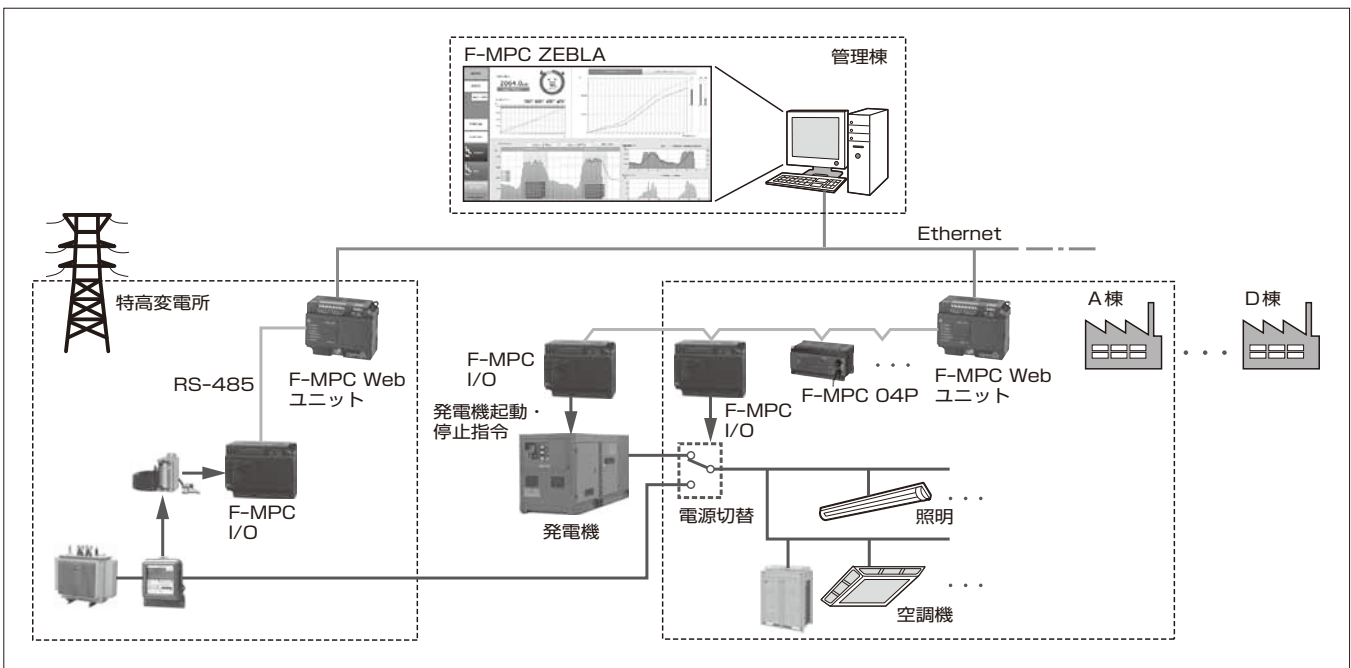 F-MPC ZEBLA
管理棟
2064.0
Ethernet
特高変電所
A棟
D棟
RS-485
F-MPC Web
ユニット
F-MPC
I/O
発電機起動・
停止指令
F-MPC
I/O
F-MPC 04P
F-MPC Web
ユニット
F-MPC
I/O
発電機
電源切替
照明
空調機